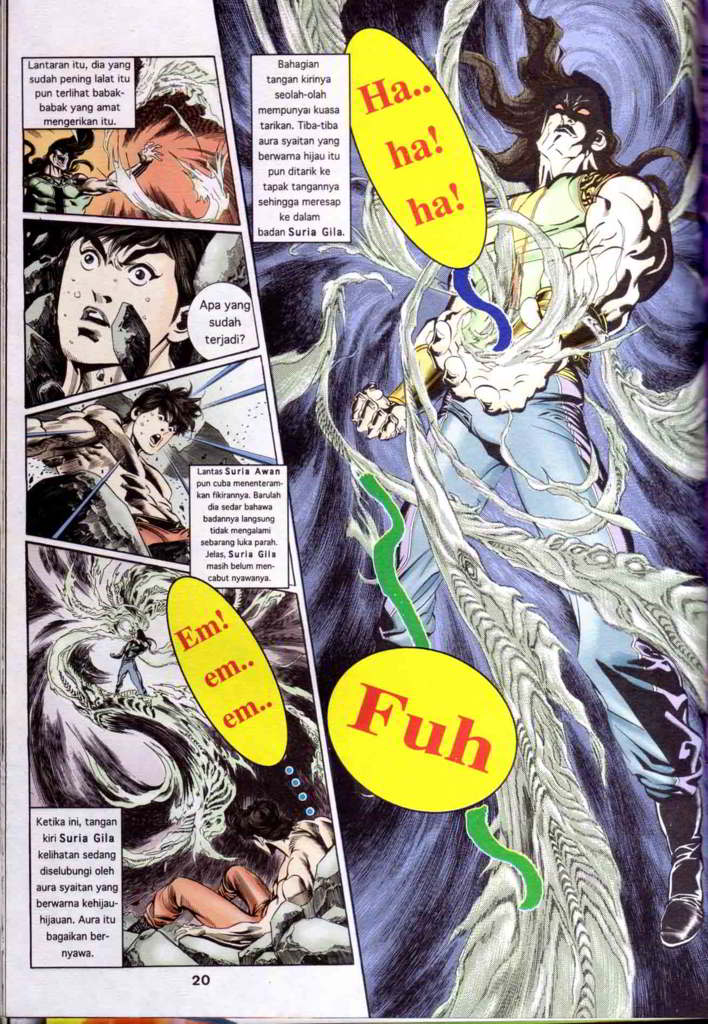 Lantaran itu, dia yang
sudah pening lalat itu
pun terlihat babak-
babak yang amat
mengerikan itu.
Apa yang
sudah
terjadi?
Lantas Suria Awan
pun cuba menenteram-
kan fikirannya. Barulah
dia sedar bahawa
badannya langsung
tidak mengalami
sebarang luka parah.
Jelas, Suria Gila
masih belum men-
cabut nyawanya.
Em!
em..
em..
Ketika ini, tangan
kiri Suria Gila
kelihatan sedang
diselubungi oleh
aura syaitan yang
berwarna kehijau-
hijauan. Aura itu
bagaikan ber-
nyawa.
Bahagian
tangan kirinya
seolah-olah
mempunyai kuasa
tarikan. Tiba-tiba
aura syaitan yang
berwarna hijau itu
pun ditarik ke
tapak tangannya
sehingga meresap
ke dalam
badan Suria Gila.
Ha..
ha!
ha!
Fuh
20